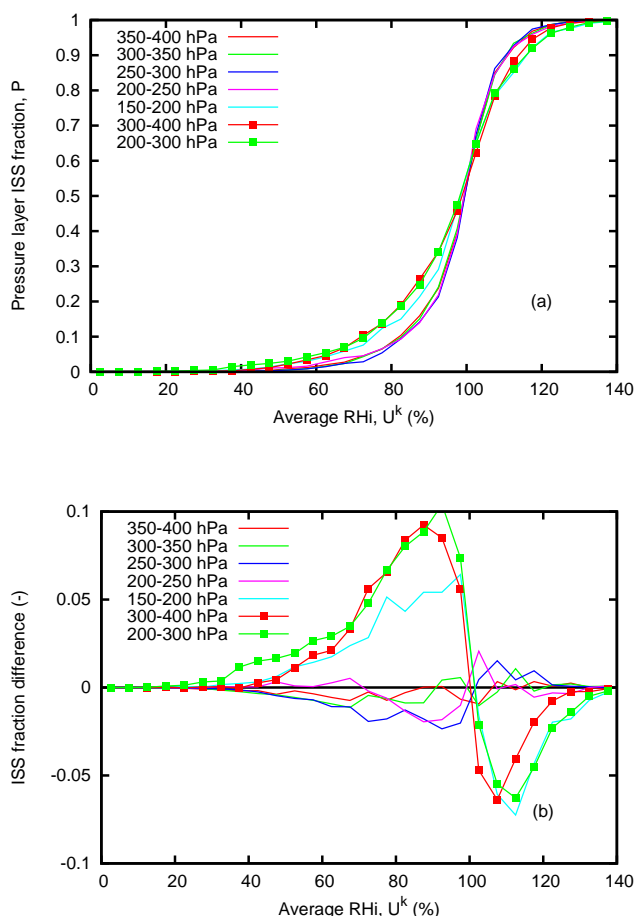 Pressure layer ISS fraction, P
1
0.9
0.8
0.7
0.6
0.5
0.4
0.3
0.2
0.1
0
350-400 hPa
300-350 hPa
250-300 hPa
200-250 hPa
150-200 hPa
300-400 hPa
200-300 hPa
(a)
0 20 40 60 80 100 120 140
Average RHi, U^k (%)
ISS fraction difference (-)
0.1
0.05
0
-0.05
-0.1
350-400 hPa
300-350 hPa
250-300 hPa
200-250 hPa
150-200 hPa
300-400 hPa
200-300 hPa
(b)
0 20 40 60 80 100 120 140
Average RHi, U^k (%)